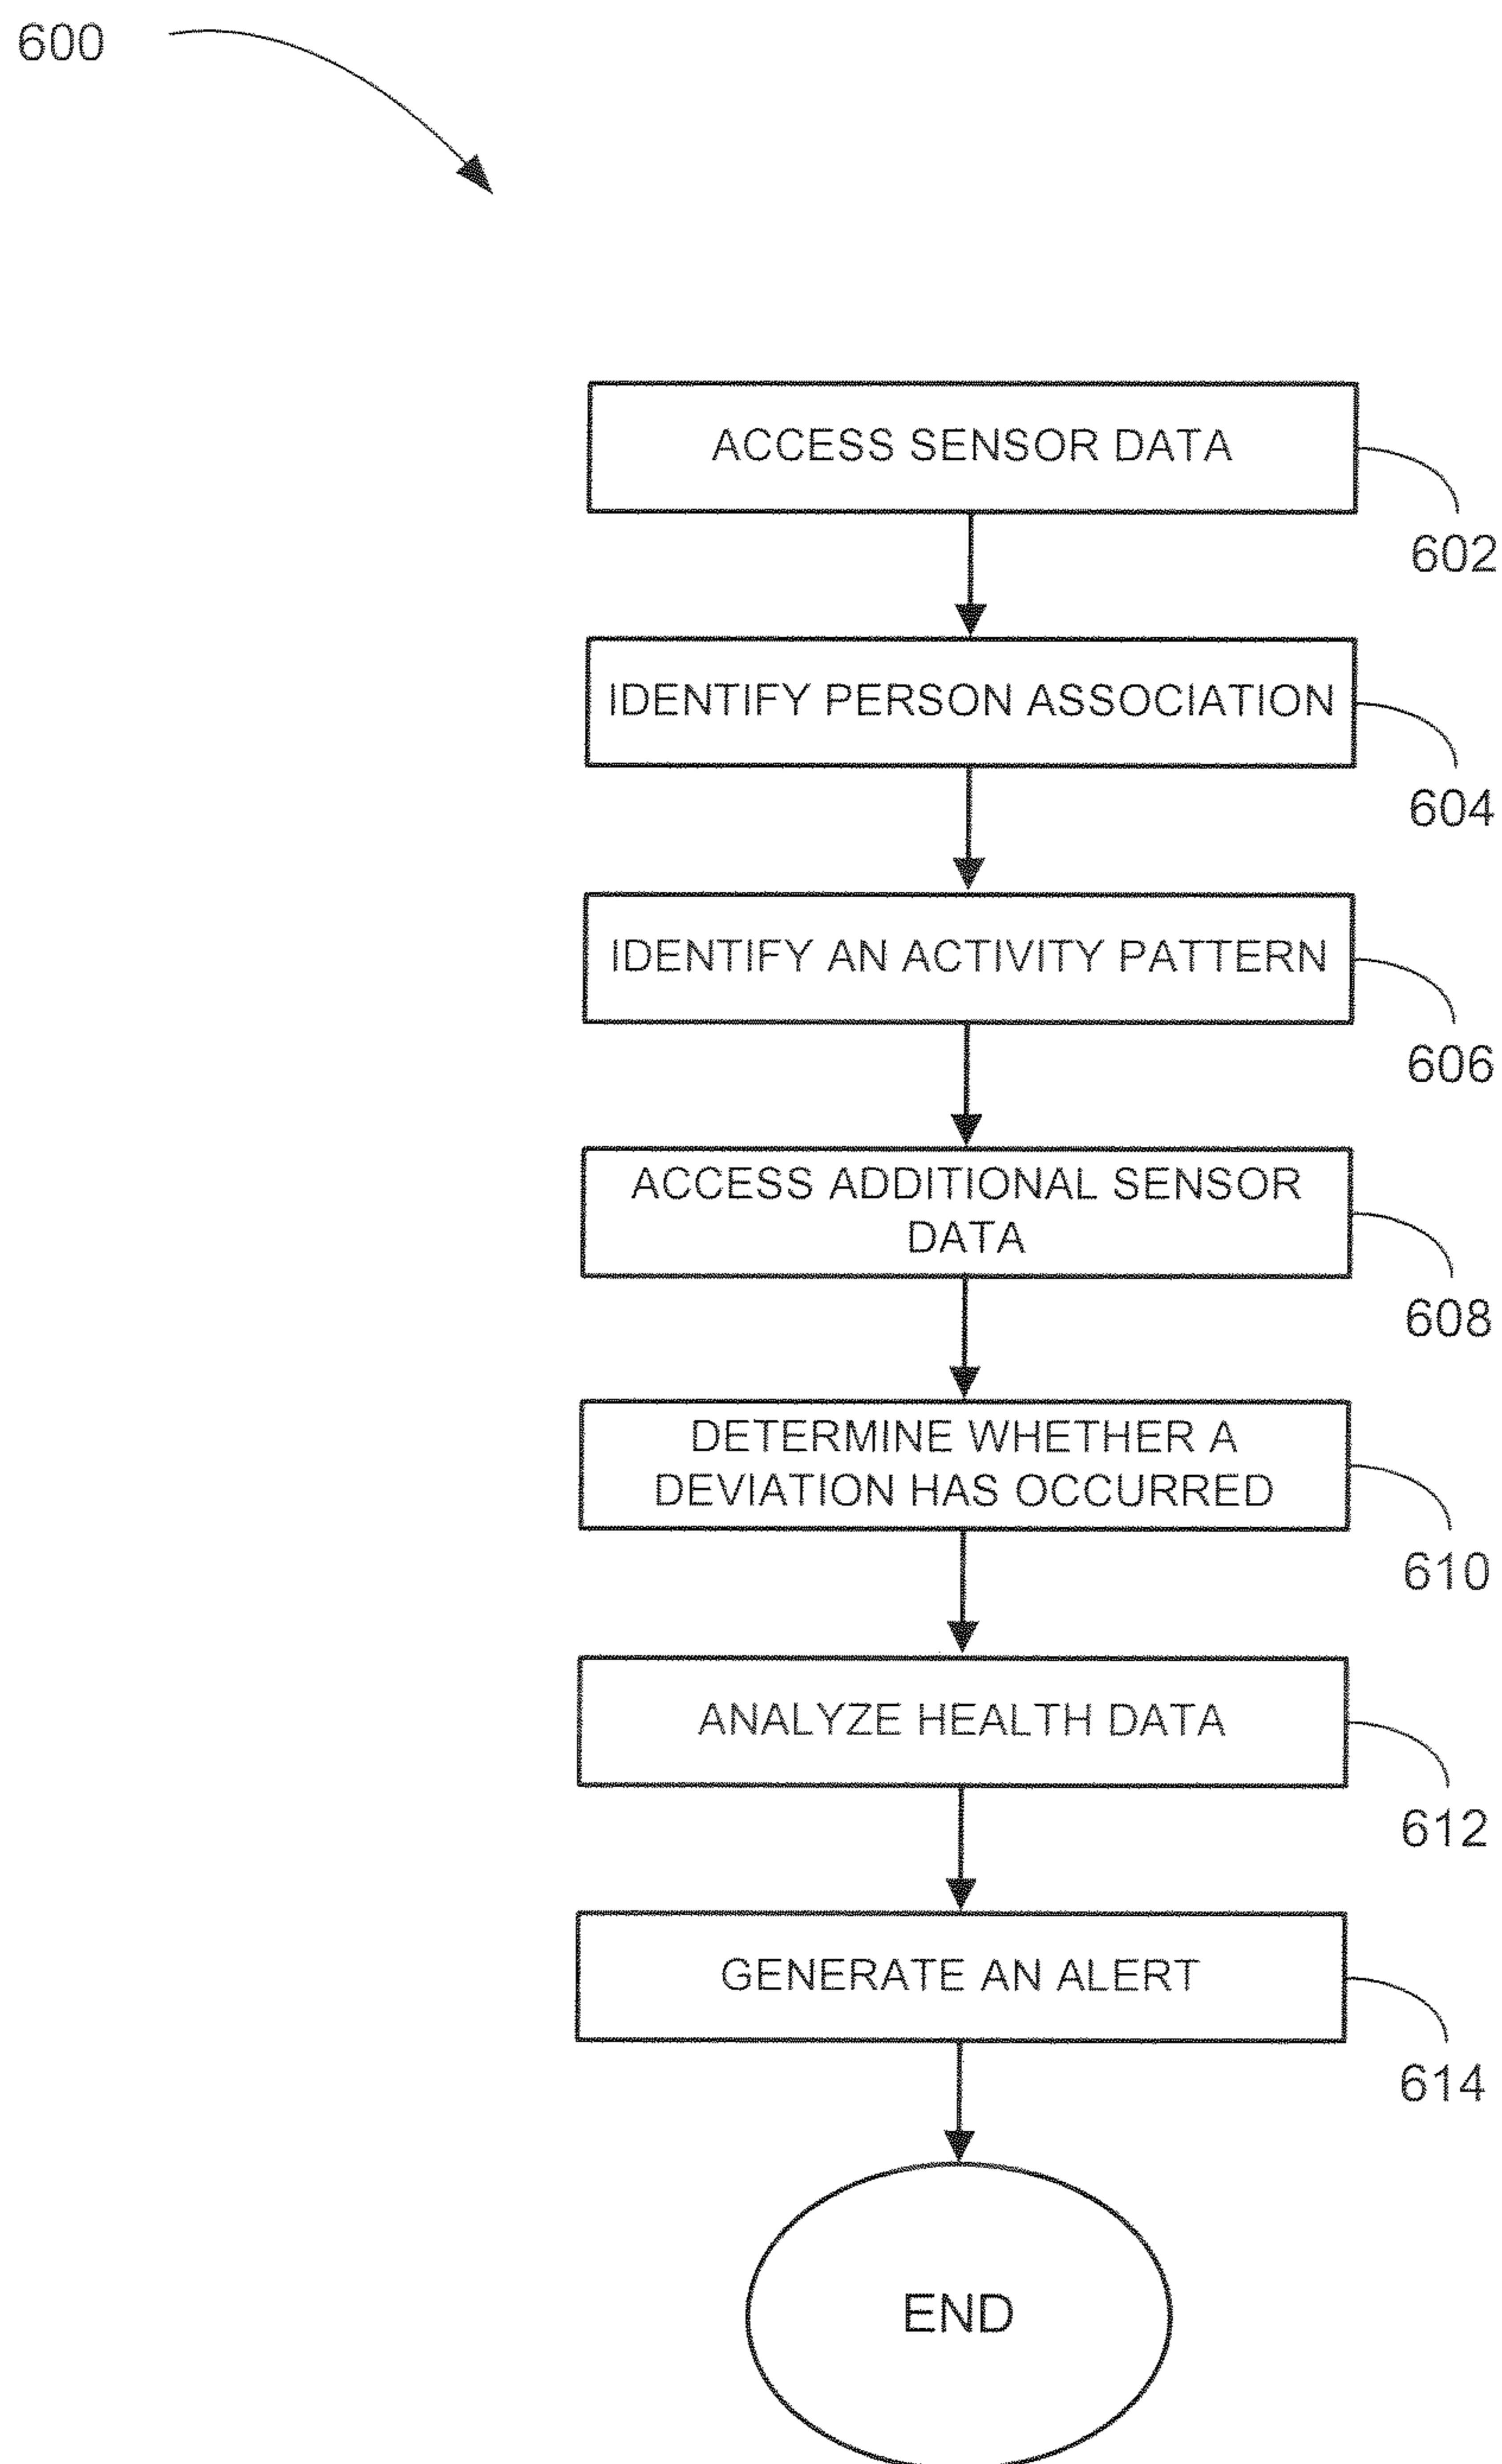 600
ACCESS SENSOR DATA
602
IDENTIFY PERSON ASSOCIATION
604
IDENTIFY AN ACTIVITY PATTERN
606
ACCESS ADDITIONAL SENSOR
DATA
608
DETERMINE WHETHER A
DEVIATION HAS OCCURRED
610
ANALYZE HEALTH DATA
612
GENERATE AN ALERT
614
END